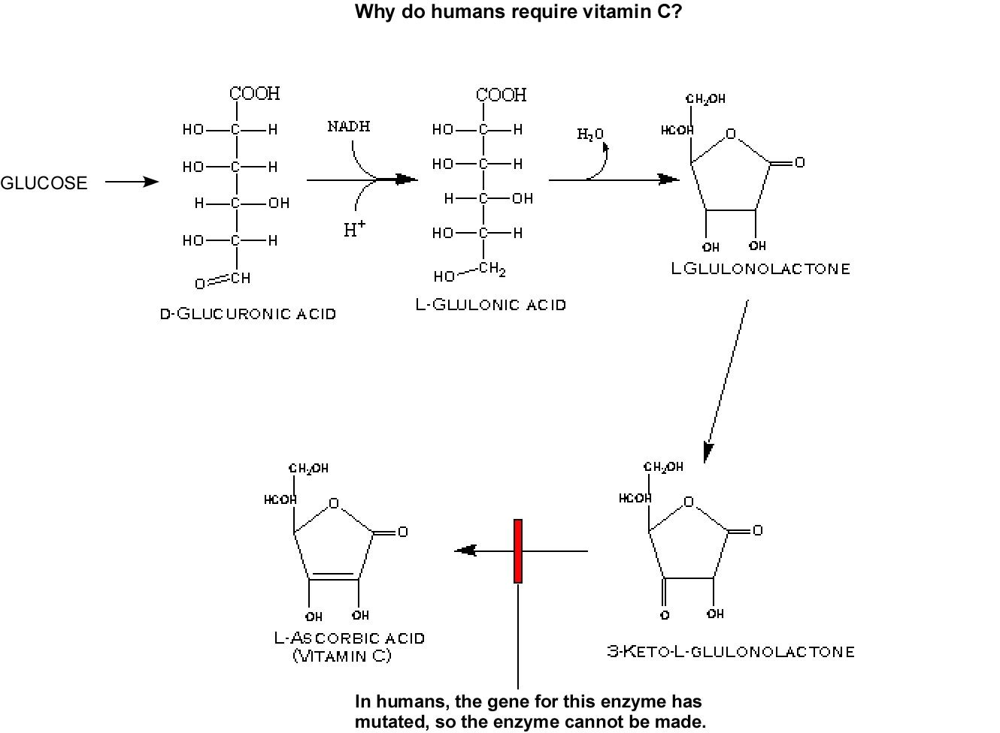 Why do humans require vitamin C?
COOH
HO—C—H
HO—C—H
H—C—OH
HO—C—H
O=CH
D-GLUCURONIC ACID
GLUCOSE
NADH
H+
COOH
HO—C—H
HO—C—H
H—C—OH
HO—C—H
HO—CH2
L-GLULONIC ACID
H2O
CH2OH
HCOH
O
O
OH OH
LGLULONOLACTONE
CH2OH
HCOH
O
O
O OH
3-KETO-L-GLULONOLACTONE
CH2OH
HCOH
O
O
OH OH
L-ASCORBIC ACID
(VITAMIN C)
In humans, the gene for this enzyme has
mutated, so the enzyme cannot be made.